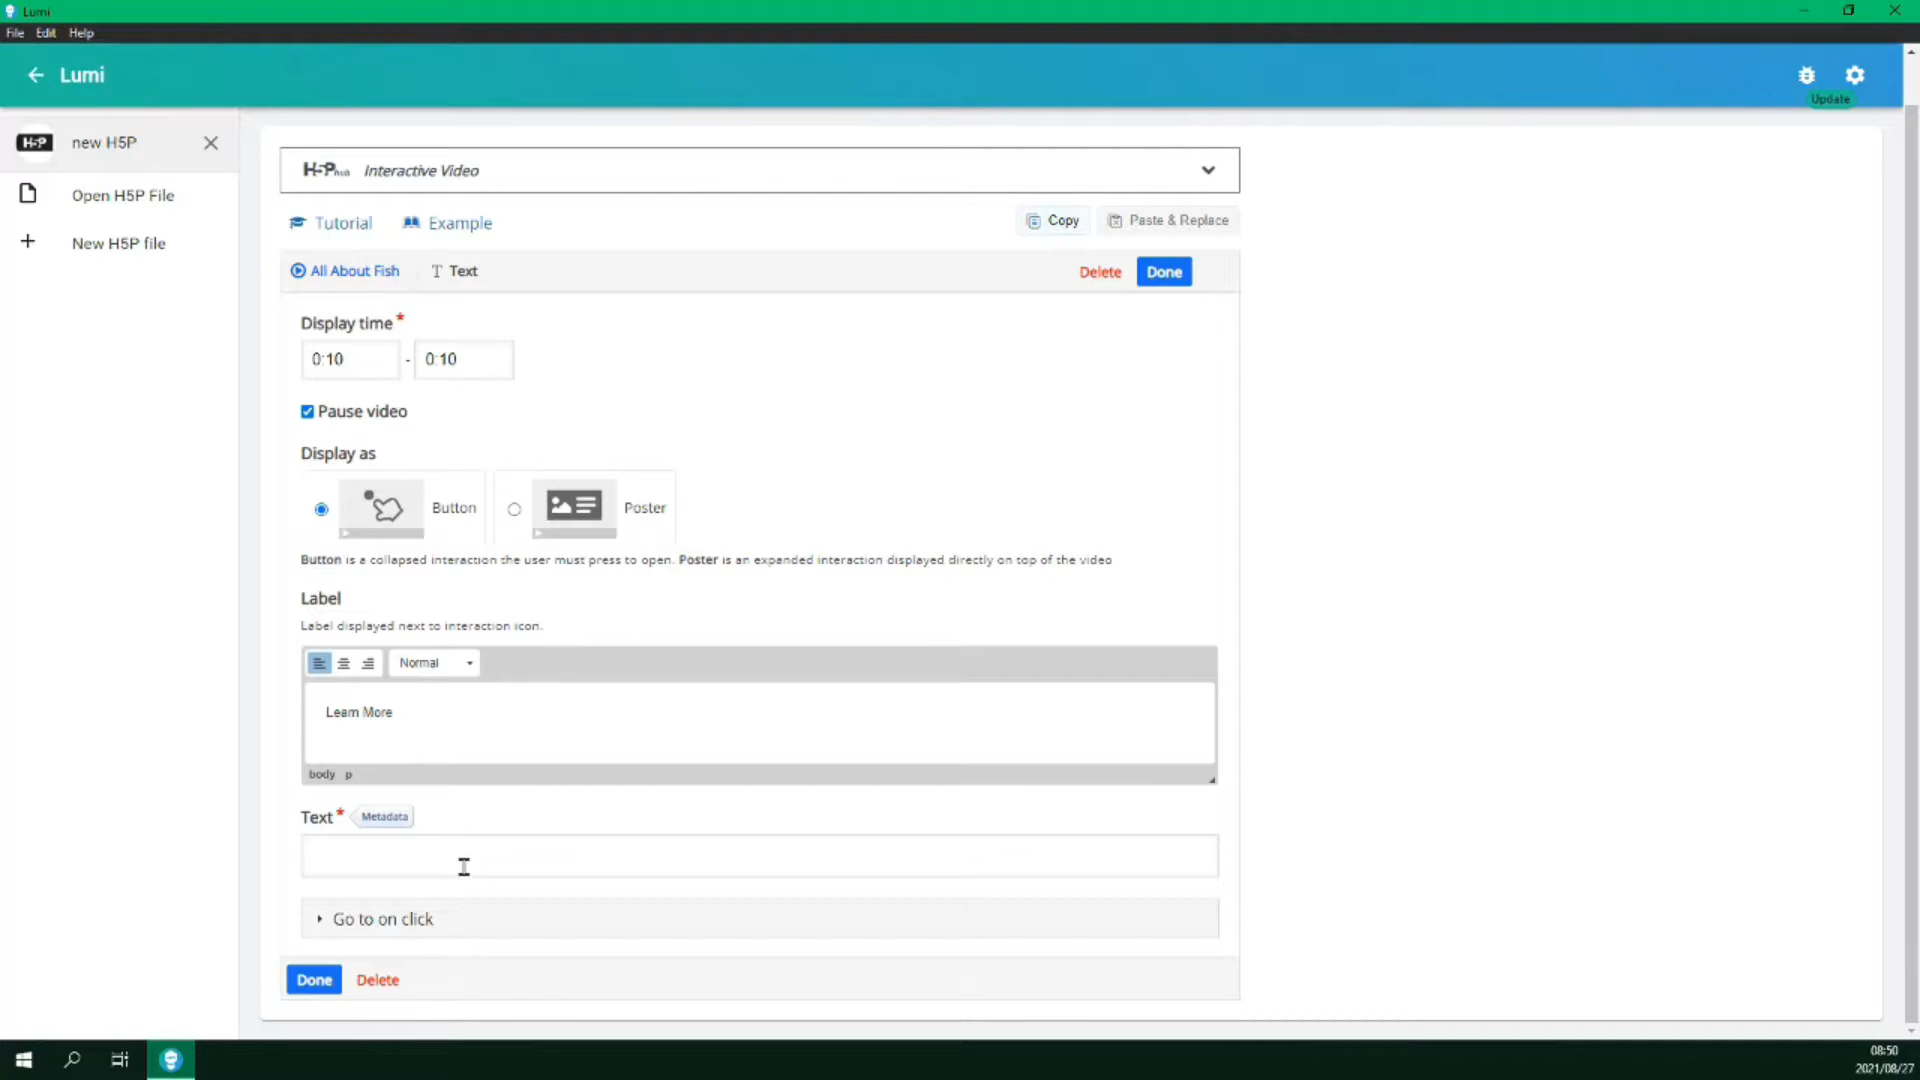 Lumi
File Edit Help
Lumi
Update
H-P new H5P
Open H5P File
New H5P file
H5P hub Interactive Video
Tutorial Example
Copy Paste & Replace
All About Fish T Text
Delete Done
Display time *
0:10 - 0:10
Pause video
Display as
Button Poster
Button is a collapsed interaction the user must press to open. Poster is an expanded interaction displayed directly on top of the video
Label
Label displayed next to interaction icon.
Normal
Learn More
body p
Text * Metadata
Go to on click
Done Delete
08:50
2021/08/27